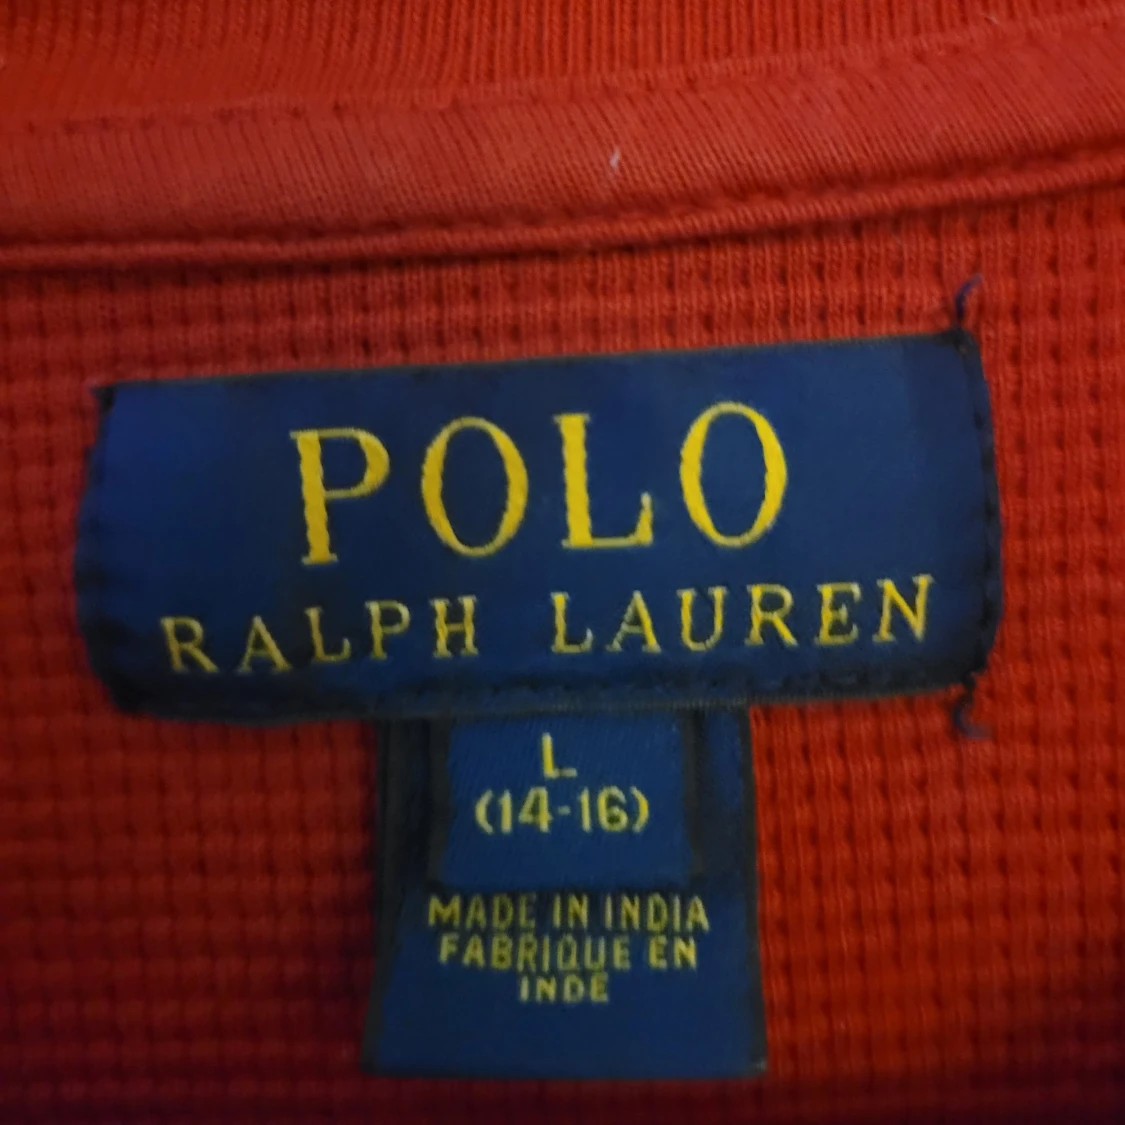 POLO
RALPH LAUREN
L
(14-16)
MADE IN INDIA
FABRIQUE EN
INDE